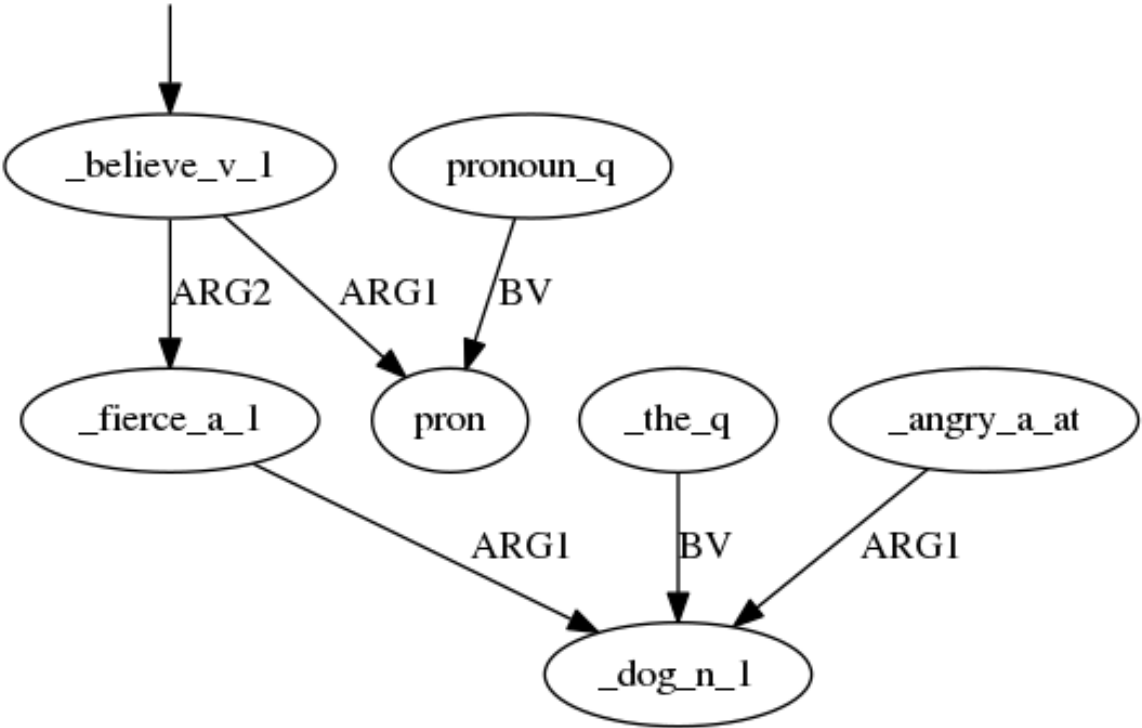 _believe_v_1 pronoun_q
ARG2 ARG1 BV
_fierce_a_1 pron _the_q _angry_a_at
ARG1 BV ARG1
_dog_n_1